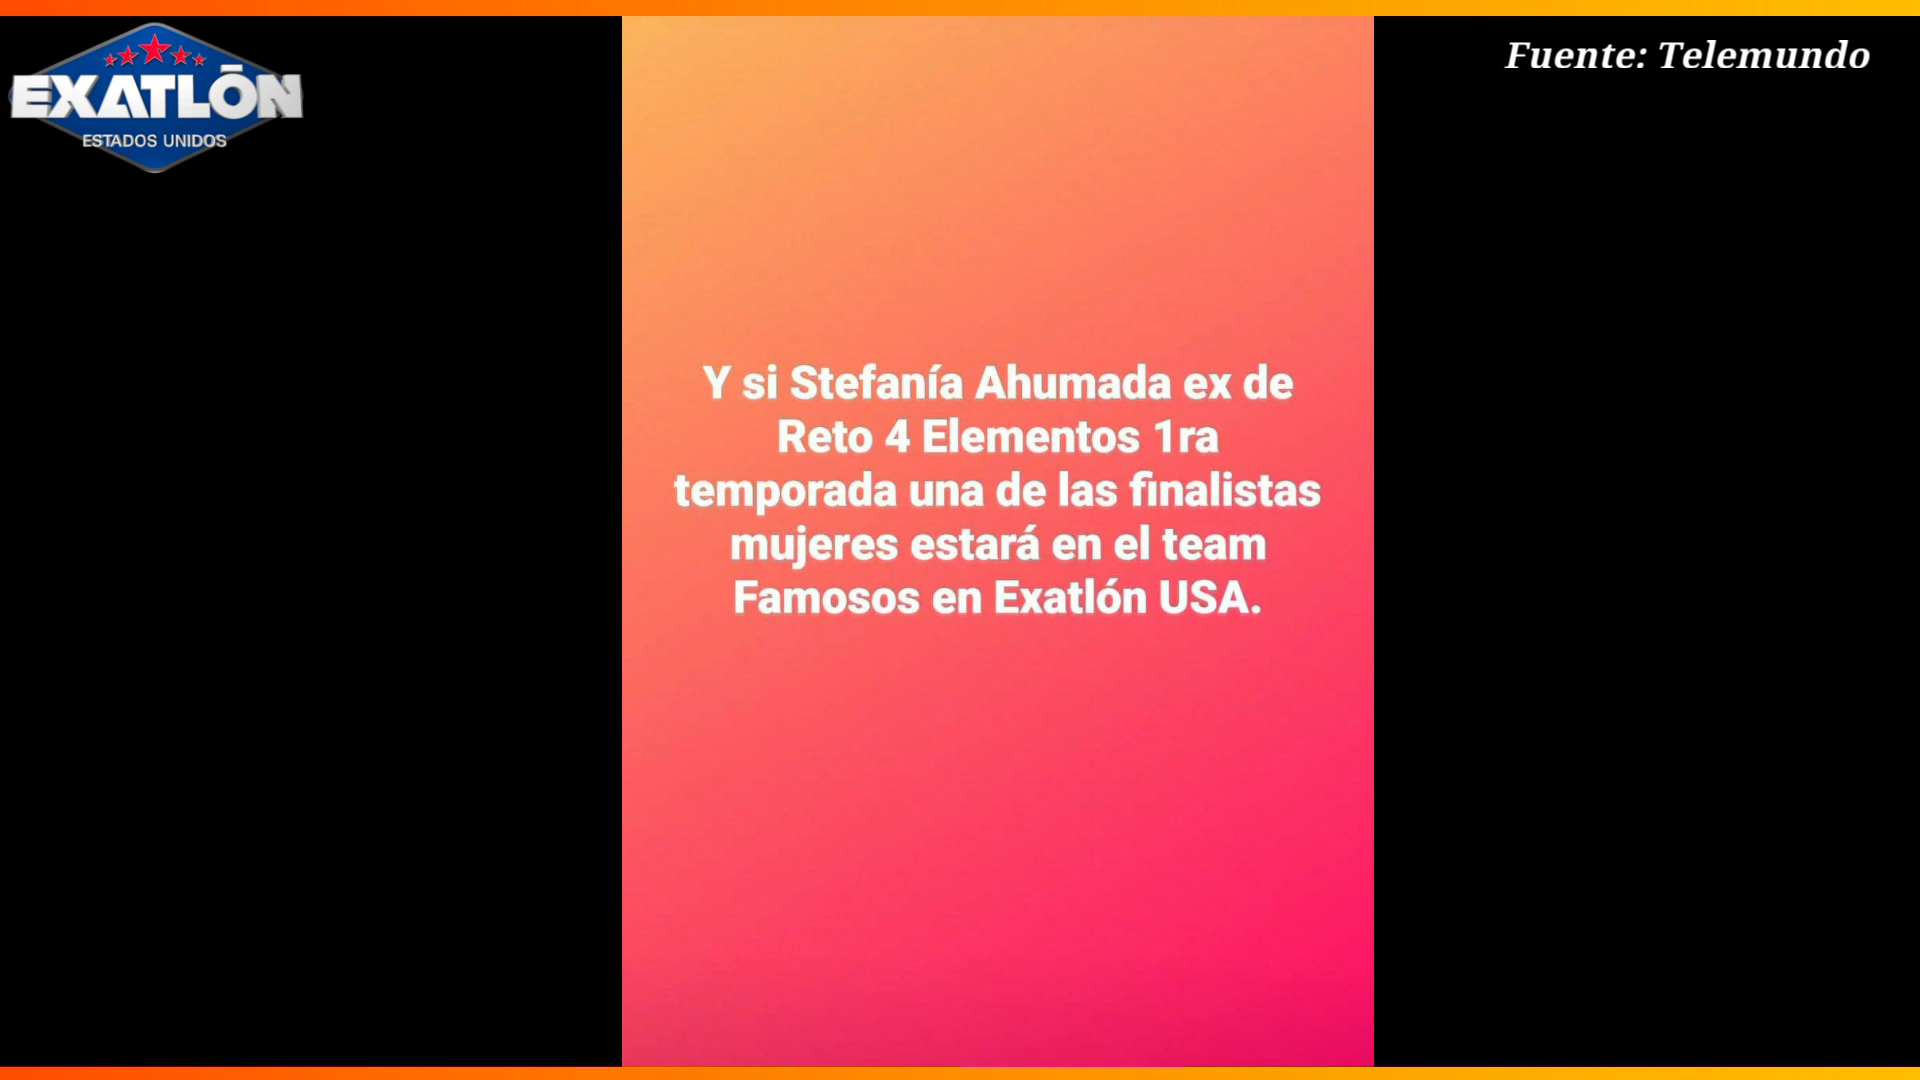 EXATLŌN
ESTADOS UNIDOS
Fuente: Telemundo
Y si Stefanía Ahumada ex de
Reto 4 Elementos 1ra
temporada una de las finalistas
mujeres estará en el team
Famosos en Exatlón USA.